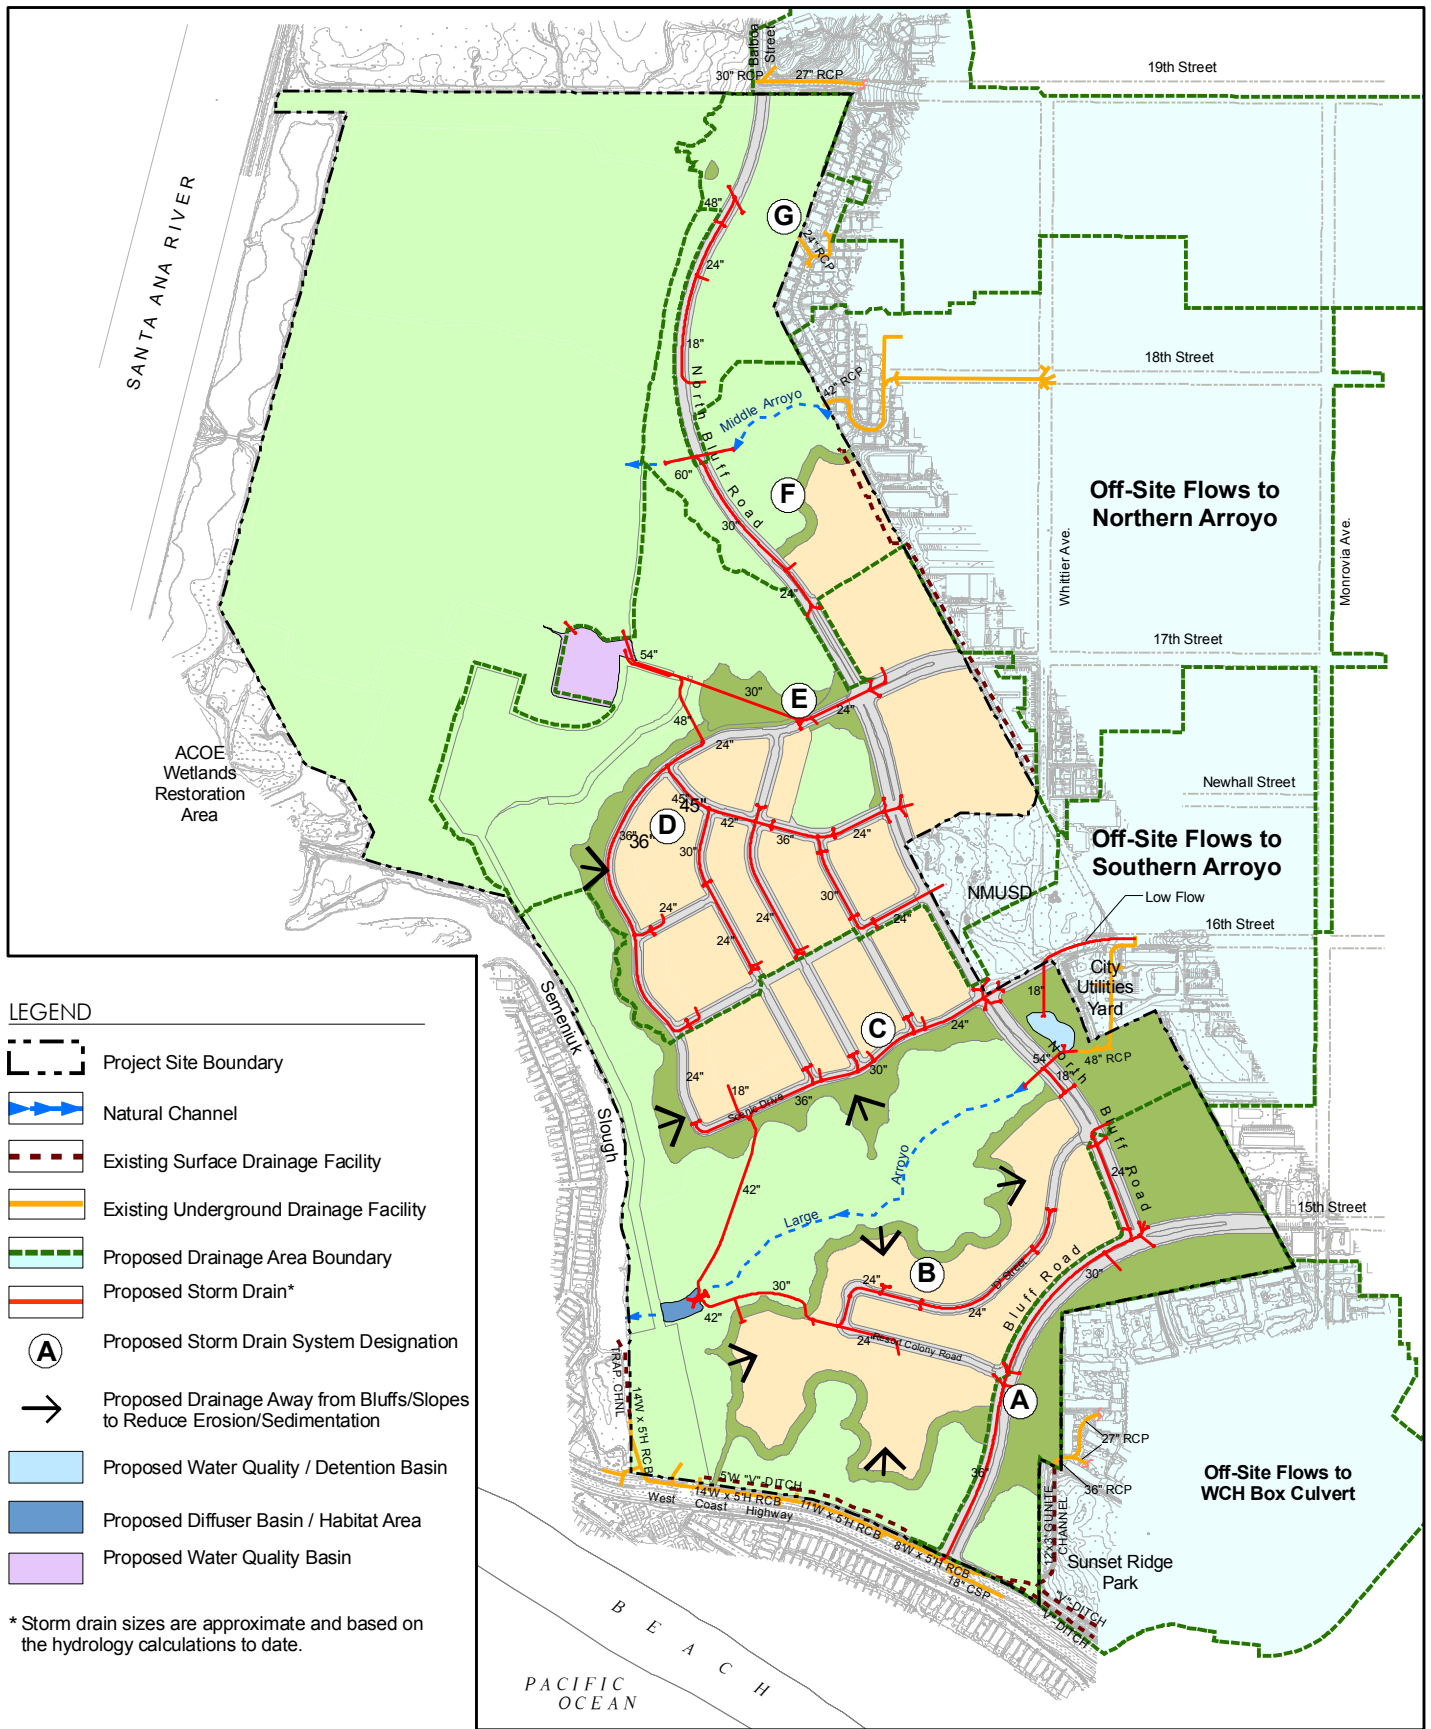 Balboa
Street
30" RCP
27" RCP
19th Street
SANTA ANA RIVER
48"
G
24" RCP
24"
18"
18th Street
42" RCP
Middle Arroyo
North Bluff Road
60"
F
30"
Off-Site Flows to
Northern Arroyo
Whittier Ave.
Monrovia Ave.
24"
17th Street
54"
30"
E
24"
48"
24"
ACOE
Wetlands
Restoration
Area
Newhall Street
45"
45"
D
36"
36"
42"
30"
36"
24"
Off-Site Flows to
Southern Arroyo
NMUSD
Low Flow
30"
24"
24"
24"
24"
16th Street
City
Utilities
Yard
18"
C
24"
54"
48" RCP
18"
North
Bluff Road
30"
24"
18"
36"
Scenic Drive
Semeniuk
Slough
24"
42"
Arroyo
Large
15th Street
B
24"
"D" Street
24"
30"
Bluff Road
30"
42"
24"
Resort Colony Road
A
TRAP. CHNL
14'W x 5'H RCB
36"
27" RCP
36" RCP
12'x3' GUNITE
CHANNEL
Off-Site Flows to
WCH Box Culvert
5'W "V"-DITCH
14'W x 5'H RCB
11'W x 5'H RCB
8'W x 5'H RCB
18" CSP
West Coast Highway
Sunset Ridge
Park
"V"-DITCH
"V"-DITCH
BEACH
PACIFIC
OCEAN
LEGEND
Project Site Boundary
Natural Channel
Existing Surface Drainage Facility
Existing Underground Drainage Facility
Proposed Drainage Area Boundary
Proposed Storm Drain*
A
Proposed Storm Drain System Designation
Proposed Drainage Away from Bluffs/Slopes
to Reduce Erosion/Sedimentation
Proposed Water Quality / Detention Basin
Proposed Diffuser Basin / Habitat Area
Proposed Water Quality Basin
* Storm drain sizes are approximate and based on
the hydrology calculations to date.